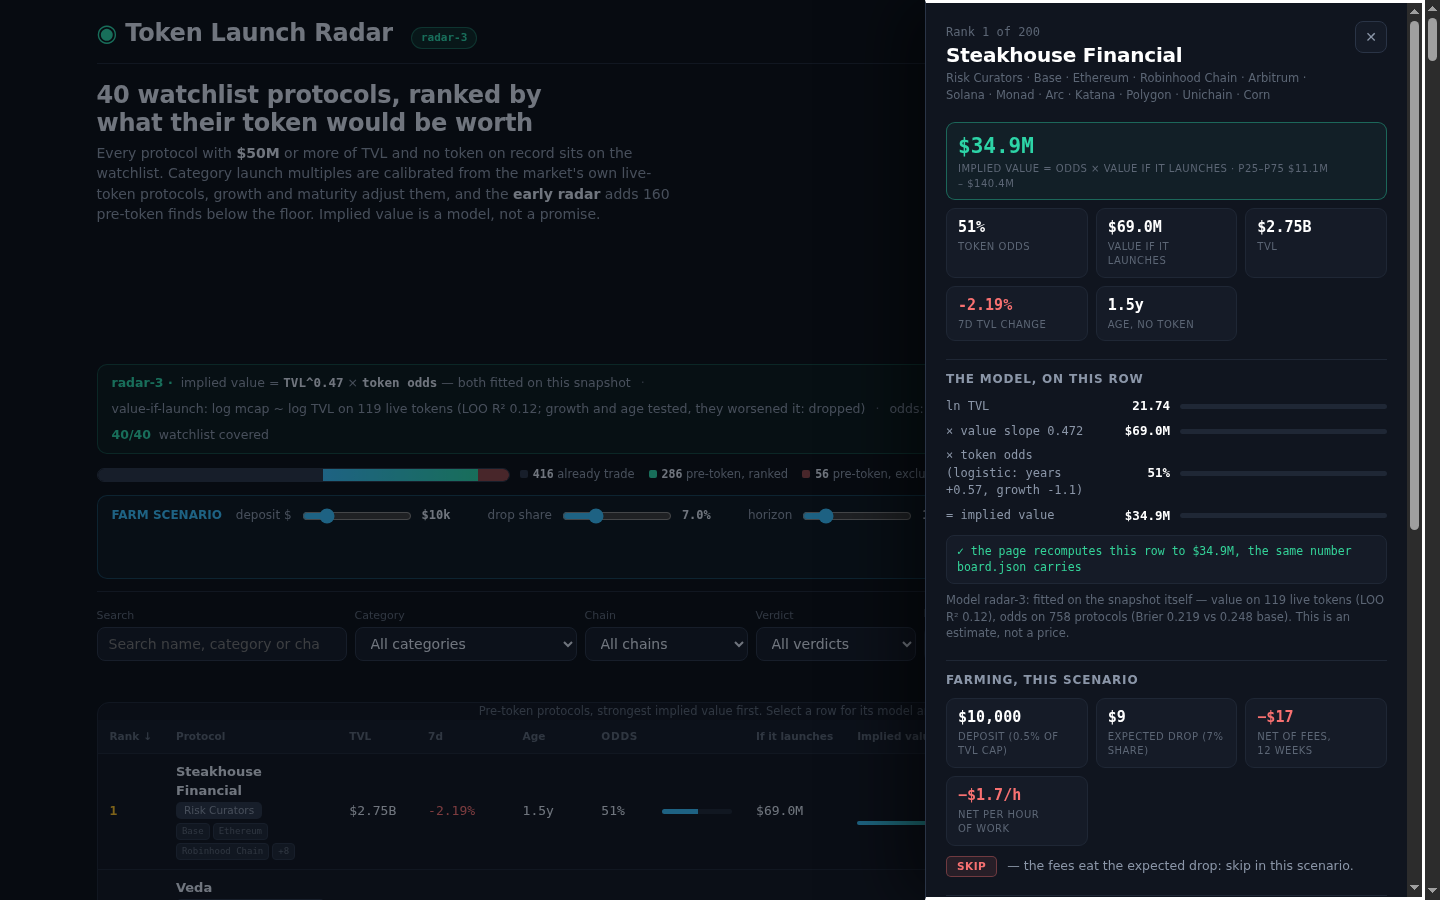 ◉ Token Launch Radar
radar-3
40 watchlist protocols, ranked by
what their token would be worth
Every protocol with $50M or more of TVL and no token on record sits on the
watchlist. Category launch multiples are calibrated from the market's own live-
token protocols, growth and maturity adjust them, and the early radar adds 160
pre-token finds below the floor. Implied value is a model, not a promise.
radar-3 · implied value = TVL^0.47 × token odds — both fitted on this snapshot ·
value-if-launch: log mcap ~ log TVL on 119 live tokens (LOO R² 0.12; growth and age tested, they worsened it: dropped) · odds:
40/40 watchlist covered
416 already trade 286 pre-token, ranked 56 pre-token, exclu
FARM SCENARIO deposit $ $10k drop share 7.0% horizon
Search Category Chain Verdict
Search name, category or cha All categories All chains All verdicts
Pre-token protocols, strongest implied value first. Select a row for its model a
Rank ↓ Protocol TVL 7d Age ODDS If it launches Implied valu
Steakhouse
Financial
1 Risk Curators $2.75B -2.19% 1.5y 51% $69.0M
Base Ethereum
Robinhood Chain +8
Veda
Rank 1 of 200
Steakhouse Financial
✕
Risk Curators · Base · Ethereum · Robinhood Chain · Arbitrum ·
Solana · Monad · Arc · Katana · Polygon · Unichain · Corn
$34.9M
IMPLIED VALUE = ODDS × VALUE IF IT LAUNCHES · P25–P75 $11.1M
– $140.4M
51%
TOKEN ODDS
$69.0M
VALUE IF IT
LAUNCHES
$2.75B
TVL
-2.19%
7D TVL CHANGE
1.5y
AGE, NO TOKEN
THE MODEL, ON THIS ROW
ln TVL 21.74
× value slope 0.472 $69.0M
× token odds
(logistic: years 51%
+0.57, growth -1.1)
= implied value $34.9M
✓ the page recomputes this row to $34.9M, the same number
board.json carries
Model radar-3: fitted on the snapshot itself — value on 119 live tokens (LOO
R² 0.12), odds on 758 protocols (Brier 0.219 vs 0.248 base). This is an
estimate, not a price.
FARMING, THIS SCENARIO
$10,000
DEPOSIT (0.5% OF
TVL CAP)
$9
EXPECTED DROP (7%
SHARE)
−$17
NET OF FEES,
12 WEEKS
−$1.7/h
NET PER HOUR
OF WORK
SKIP — the fees eat the expected drop: skip in this scenario.